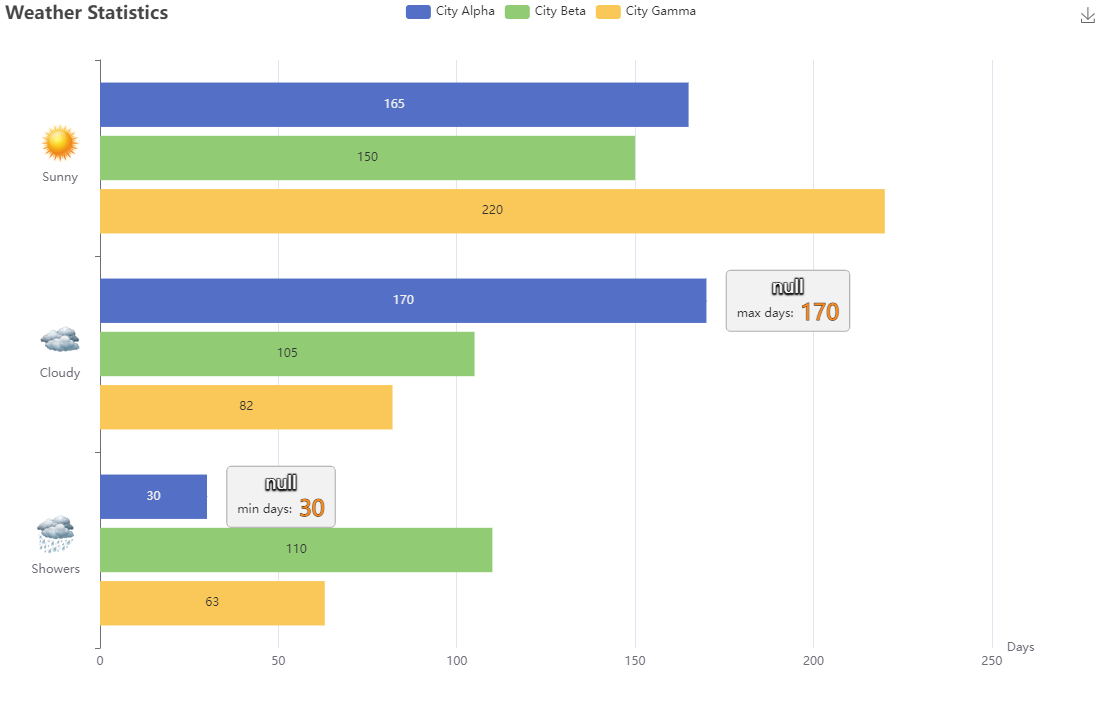 Weather Statistics
City Alpha City Beta City Gamma
165
150
Sunny
220
170
null
max days: 170
105
Cloudy
82
30
null
min days: 30
110
Showers
63
Days
0 50 100 150 200 250